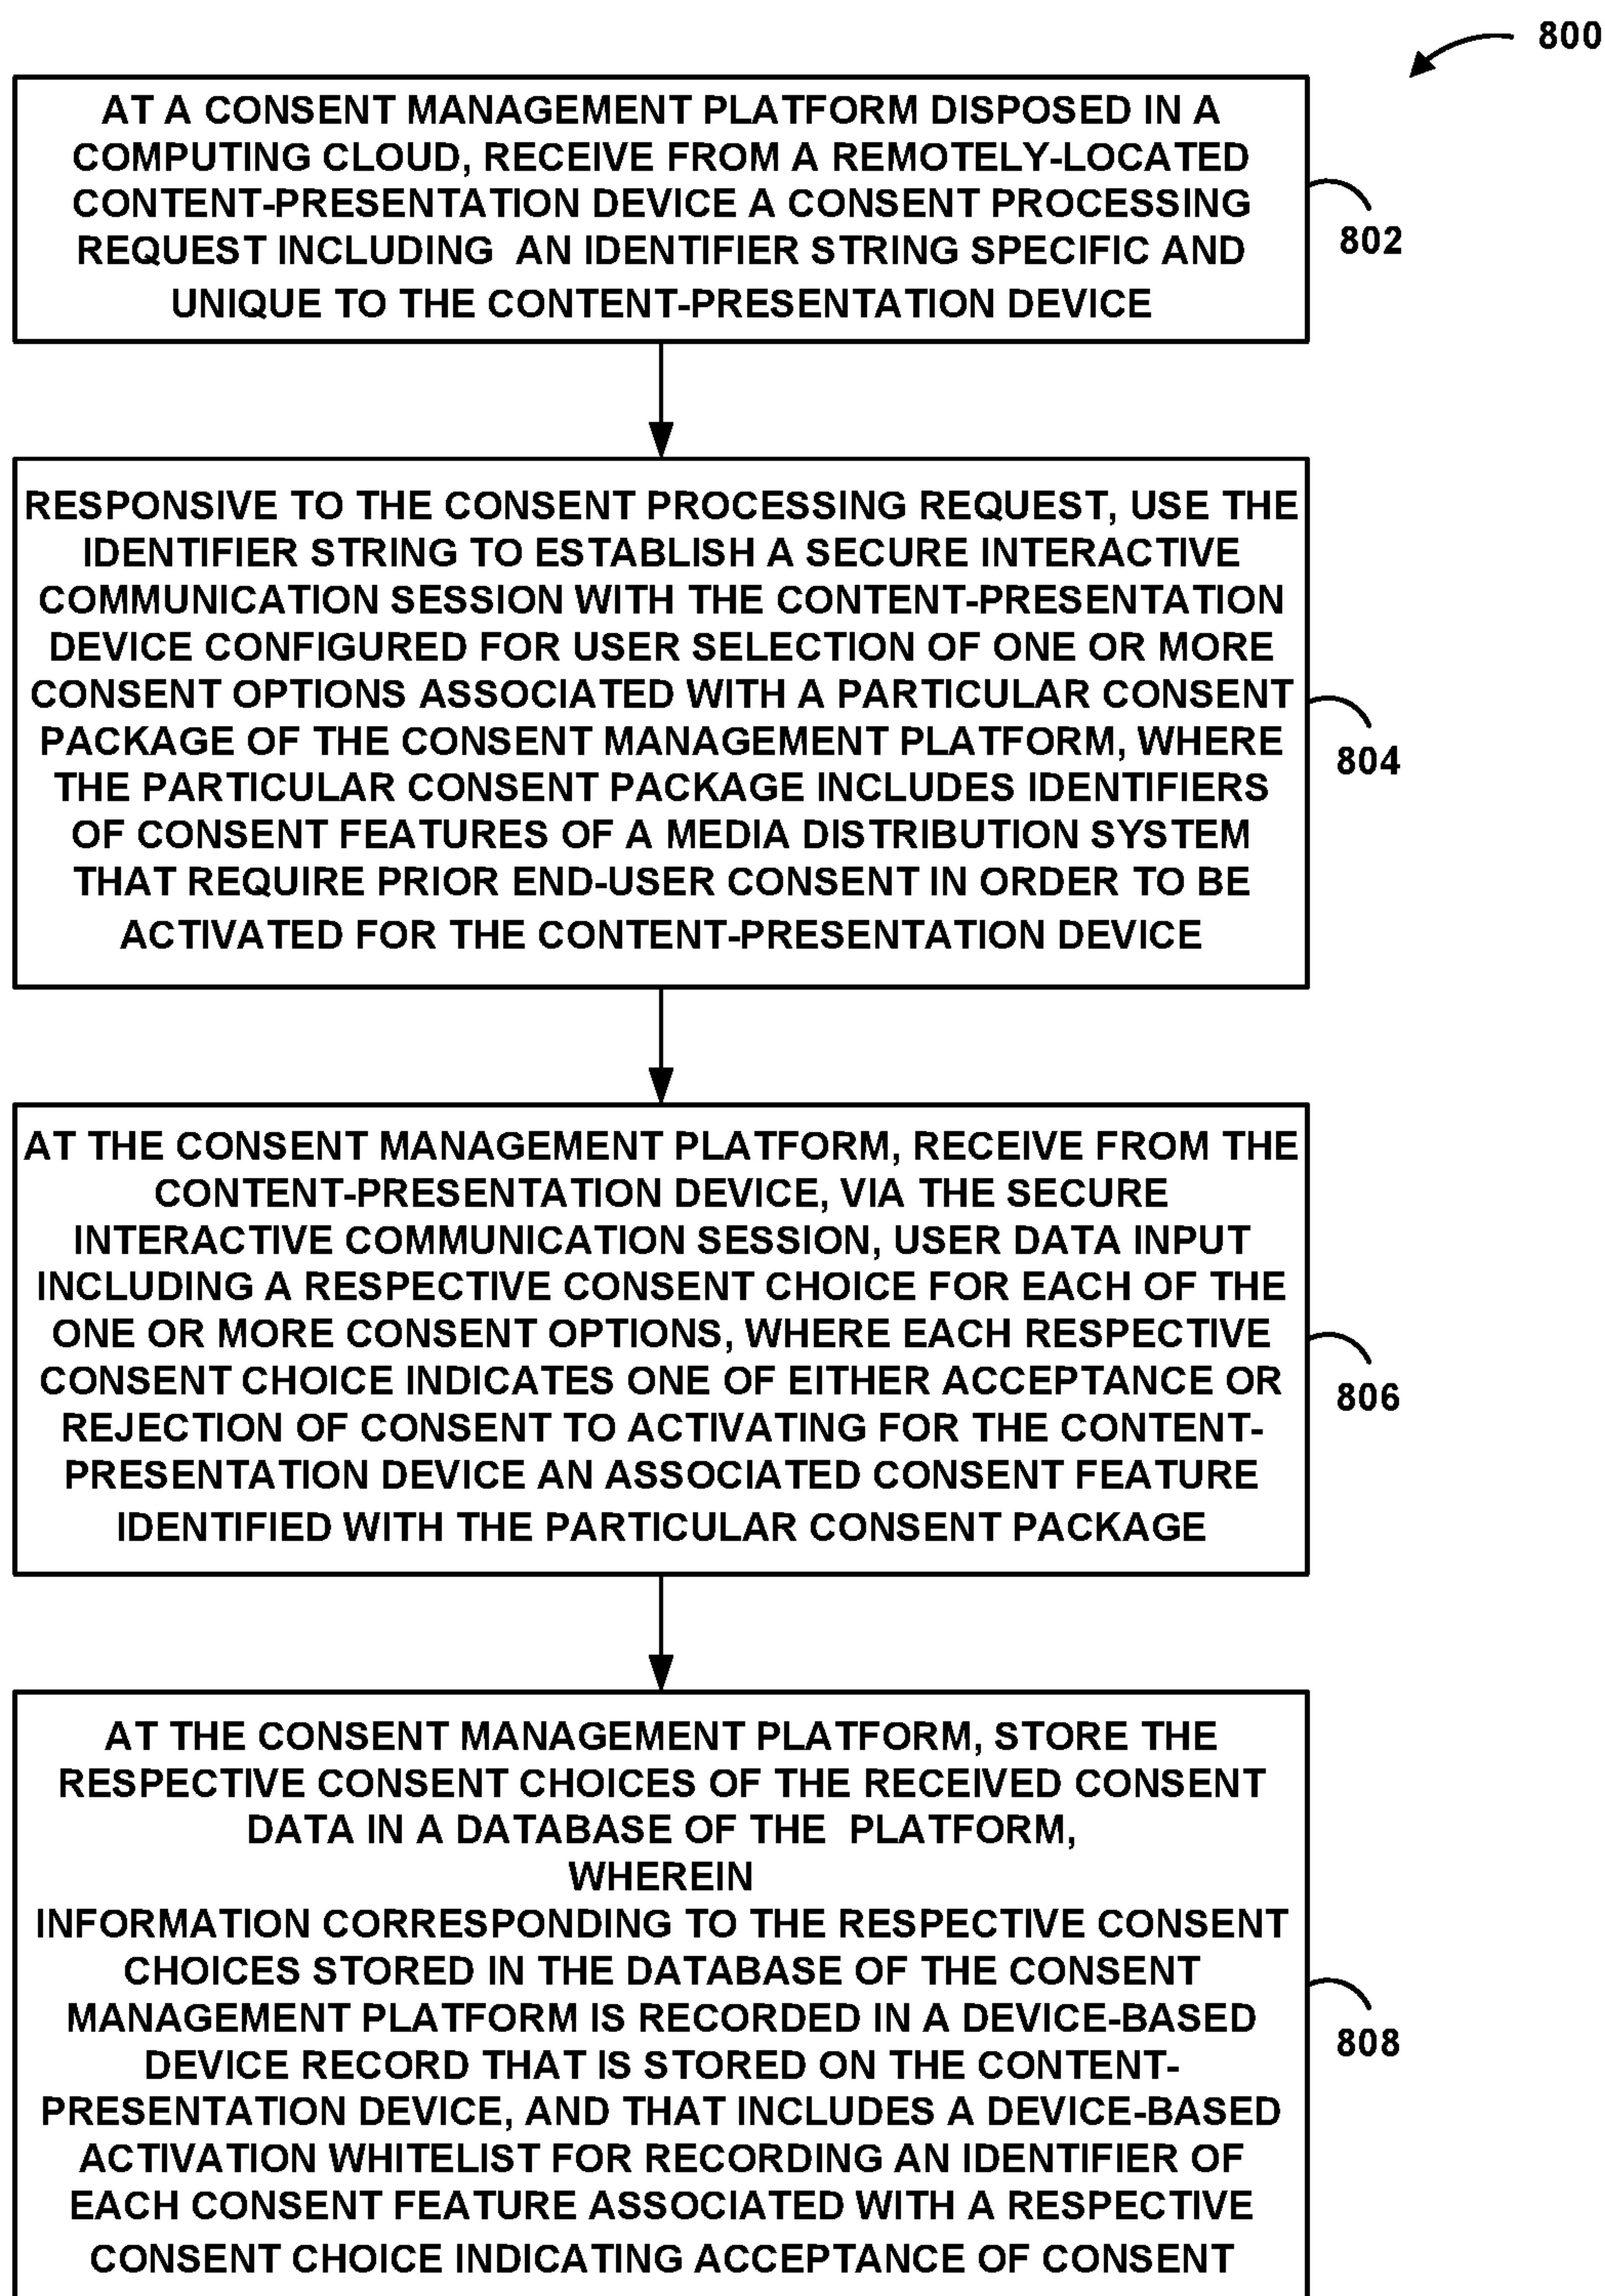 800
AT A CONSENT MANAGEMENT PLATFORM DISPOSED IN A
COMPUTING CLOUD, RECEIVE FROM A REMOTELY-LOCATED
CONTENT-PRESENTATION DEVICE A CONSENT PROCESSING
REQUEST INCLUDING AN IDENTIFIER STRING SPECIFIC AND
UNIQUE TO THE CONTENT-PRESENTATION DEVICE
802
RESPONSIVE TO THE CONSENT PROCESSING REQUEST, USE THE
IDENTIFIER STRING TO ESTABLISH A SECURE INTERACTIVE
COMMUNICATION SESSION WITH THE CONTENT-PRESENTATION
DEVICE CONFIGURED FOR USER SELECTION OF ONE OR MORE
CONSENT OPTIONS ASSOCIATED WITH A PARTICULAR CONSENT
PACKAGE OF THE CONSENT MANAGEMENT PLATFORM, WHERE
THE PARTICULAR CONSENT PACKAGE INCLUDES IDENTIFIERS
OF CONSENT FEATURES OF A MEDIA DISTRIBUTION SYSTEM
THAT REQUIRE PRIOR END-USER CONSENT IN ORDER TO BE
ACTIVATED FOR THE CONTENT-PRESENTATION DEVICE
804
AT THE CONSENT MANAGEMENT PLATFORM, RECEIVE FROM THE
CONTENT-PRESENTATION DEVICE, VIA THE SECURE
INTERACTIVE COMMUNICATION SESSION, USER DATA INPUT
INCLUDING A RESPECTIVE CONSENT CHOICE FOR EACH OF THE
ONE OR MORE CONSENT OPTIONS, WHERE EACH RESPECTIVE
CONSENT CHOICE INDICATES ONE OF EITHER ACCEPTANCE OR
REJECTION OF CONSENT TO ACTIVATING FOR THE CONTENT-
PRESENTATION DEVICE AN ASSOCIATED CONSENT FEATURE
IDENTIFIED WITH THE PARTICULAR CONSENT PACKAGE
806
AT THE CONSENT MANAGEMENT PLATFORM, STORE THE
RESPECTIVE CONSENT CHOICES OF THE RECEIVED CONSENT
DATA IN A DATABASE OF THE PLATFORM,
WHEREIN
INFORMATION CORRESPONDING TO THE RESPECTIVE CONSENT
CHOICES STORED IN THE DATABASE OF THE CONSENT
MANAGEMENT PLATFORM IS RECORDED IN A DEVICE-BASED
DEVICE RECORD THAT IS STORED ON THE CONTENT-
PRESENTATION DEVICE, AND THAT INCLUDES A DEVICE-BASED
ACTIVATION WHITELIST FOR RECORDING AN IDENTIFIER OF
EACH CONSENT FEATURE ASSOCIATED WITH A RESPECTIVE
CONSENT CHOICE INDICATING ACCEPTANCE OF CONSENT
808